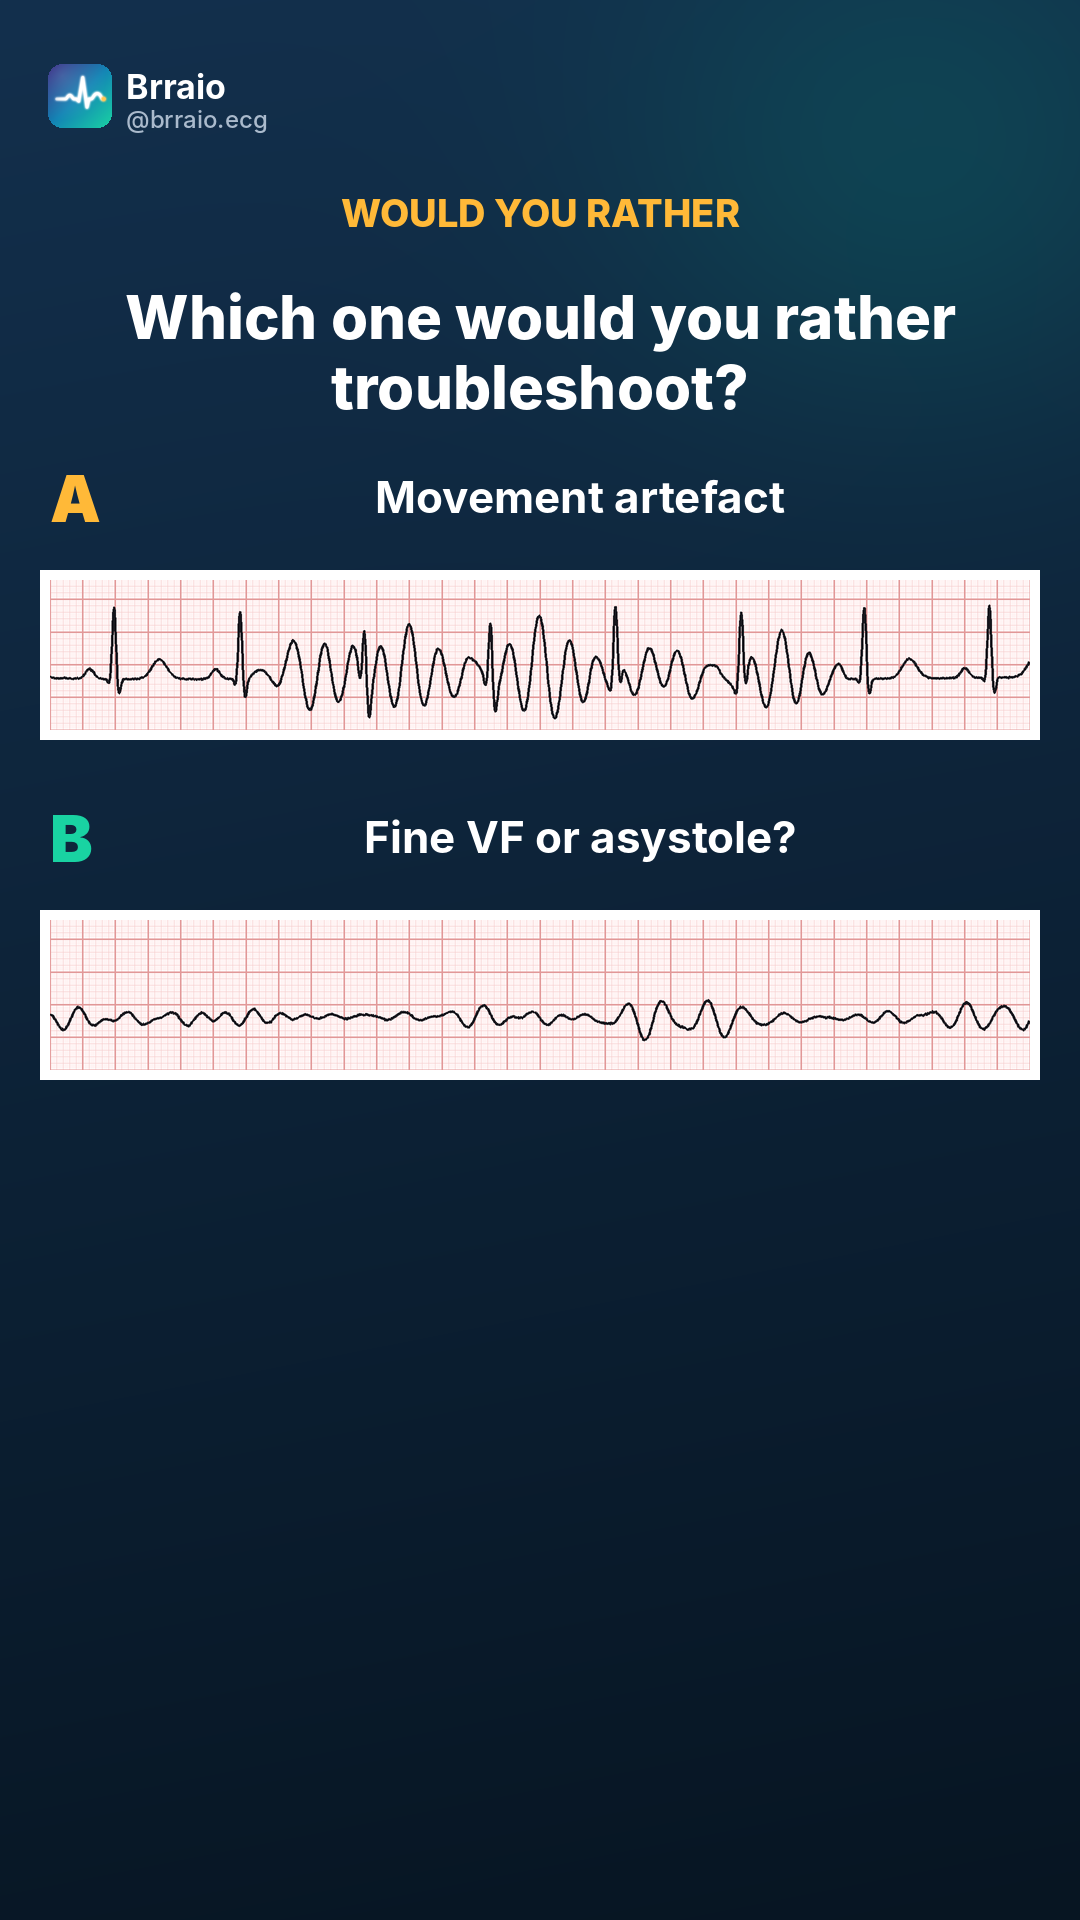 Brraio
@brraio.ecg
WOULD YOU RATHER
Which one would you rather
troubleshoot?
A
Movement artefact
B
Fine VF or asystole?